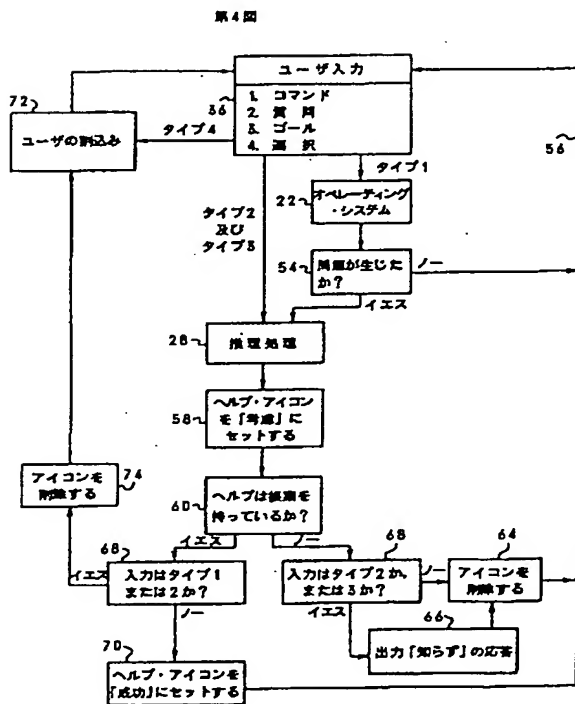 第4図
ユーザ入力
36
1. コマンド
2. 質問
3. ゴール
4. 選択
72
ユーザの割込み
タイプ4
56
タイプ1
22
オペレーティング
・システム
タイプ2
及び
タイプ3
54
問題が生じた
か?
ノー
イエス
28
推理処理
58
ヘルプ・アイコン
を「考慮」に
セットする
74
アイコンを
削除する
60
ヘルプは
を
持っているか?
イエス
ノー
68
入力はタイプ1
または2か?
イエス
ノー
68
入力はタイプ2か,
または3か?
ノー
イエス
64
アイコンを
削除する
66
出力「知らず」の応答
70
ヘルプ・アイコンを
「成功」にセットする